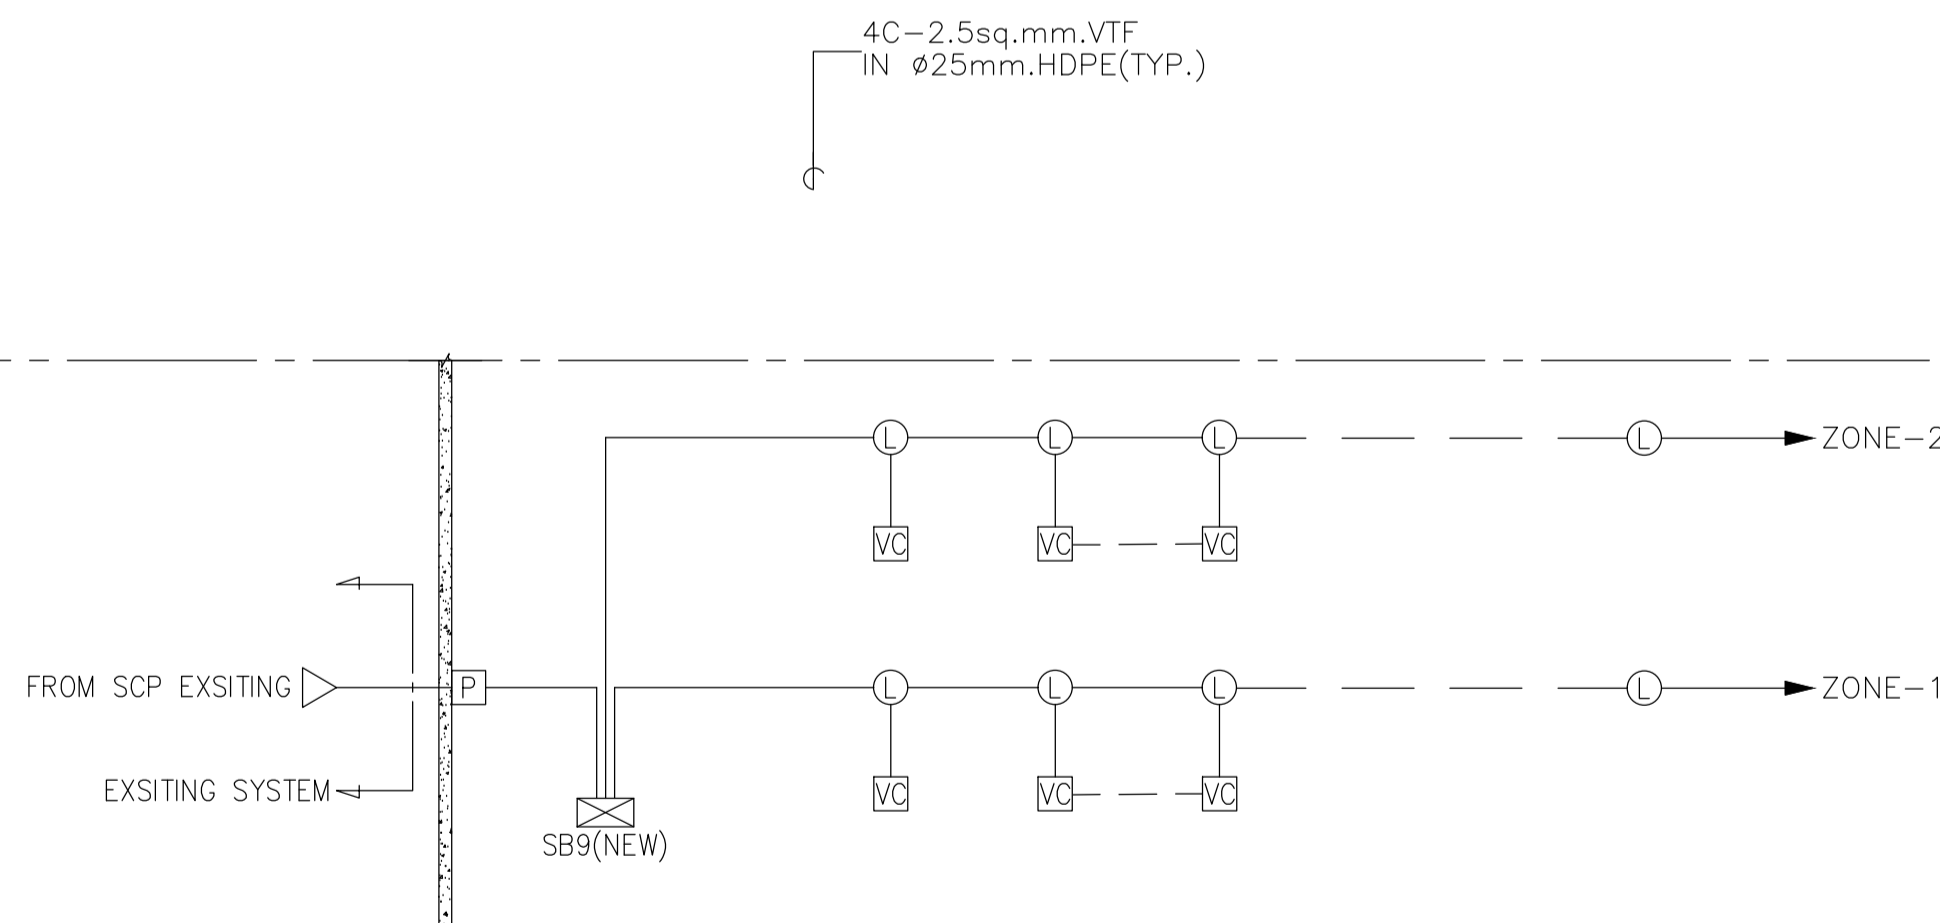 4C-2.5sq.mm.VTF
IN ø25mm.HDPE(TYP.)
L L L L ZONE-2
VC VC VC
FROM SCP EXSITING P L L L L ZONE-1
EXSITING SYSTEM VC VC VC
SB9(NEW)